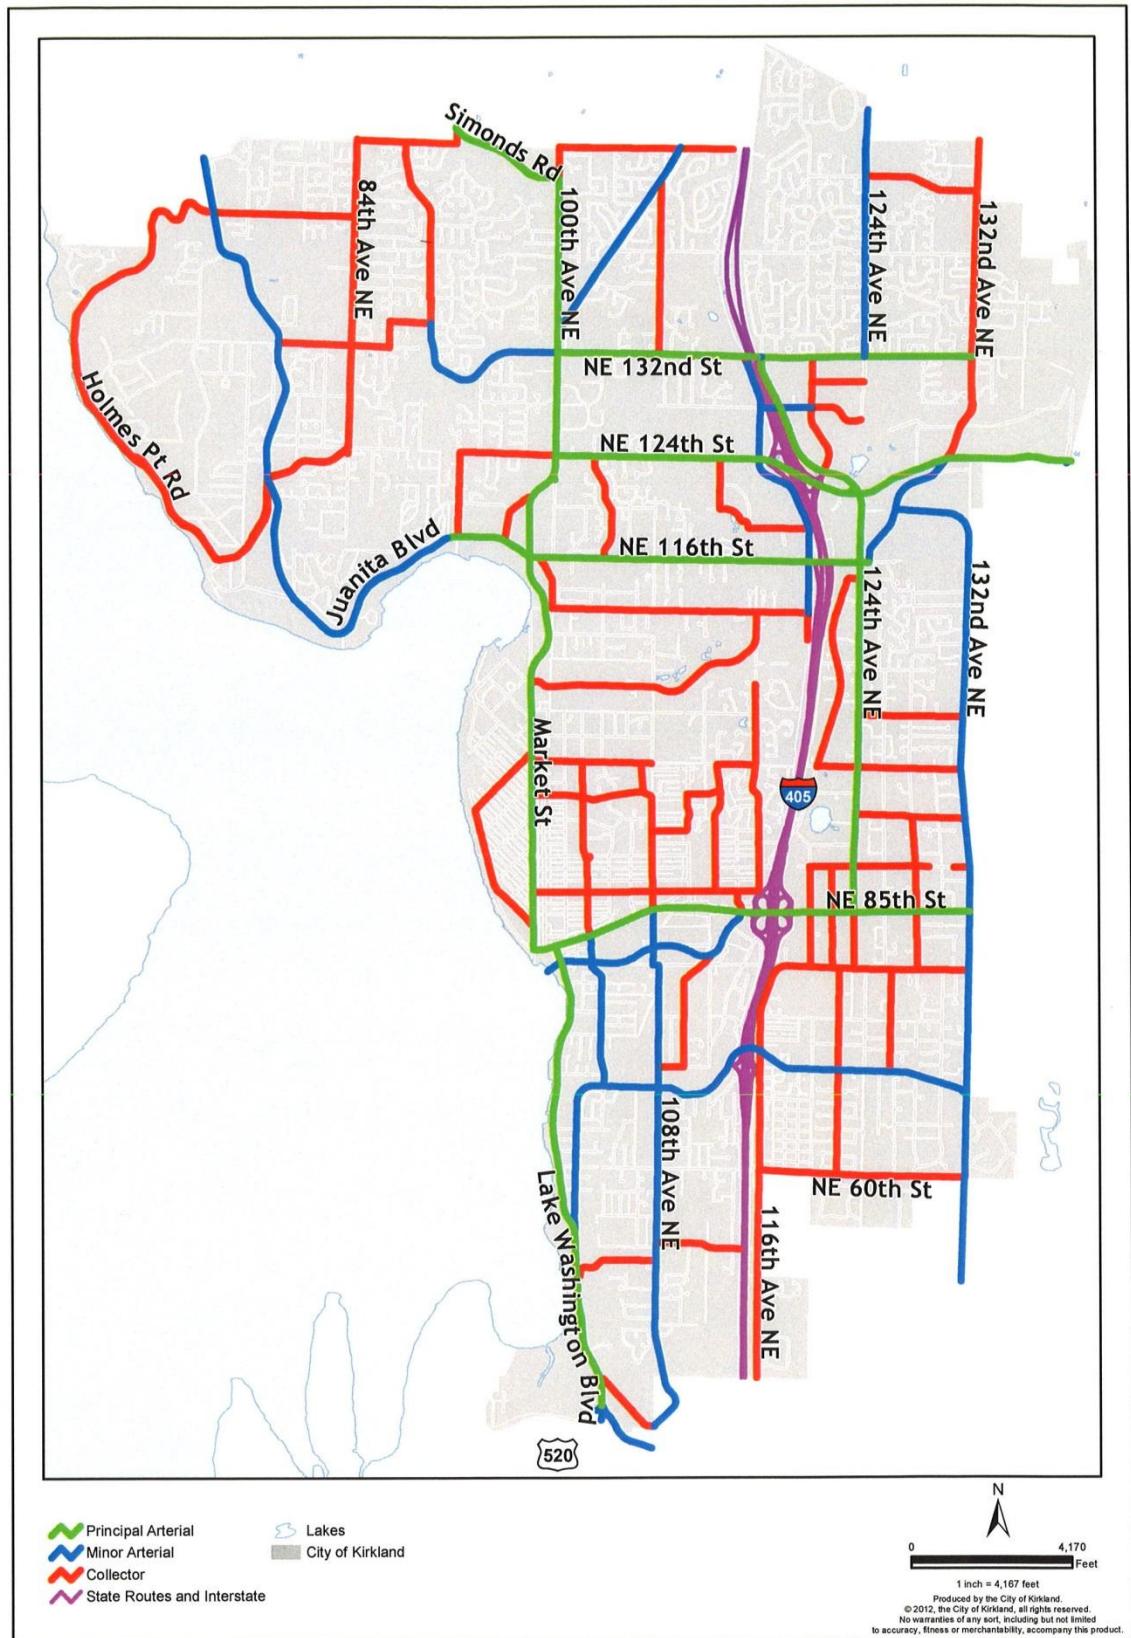 Simonds Rd
84th Ave NE
100th Ave NE
124th Ave NE
132nd Ave NE
NE 132nd St
Holmes Pt Rd
NE 124th St
Juanita Blvd
NE 116th St
124th Ave NE
132nd Ave NE
Market St
405
NE 85th St
108th Ave NE
Lake Washington Blvd
NE 60th St
116th Ave NE
520
Principal Arterial
Minor Arterial
Collector
State Routes and Interstate
Lakes
City of Kirkland
N
0 4,170
Feet
1 inch = 4,167 feet
Produced by the City of Kirkland.
© 2012, the City of Kirkland, all rights reserved.
No warranties of any sort, including but not limited
to accuracy, fitness or merchantability, accompany this product.